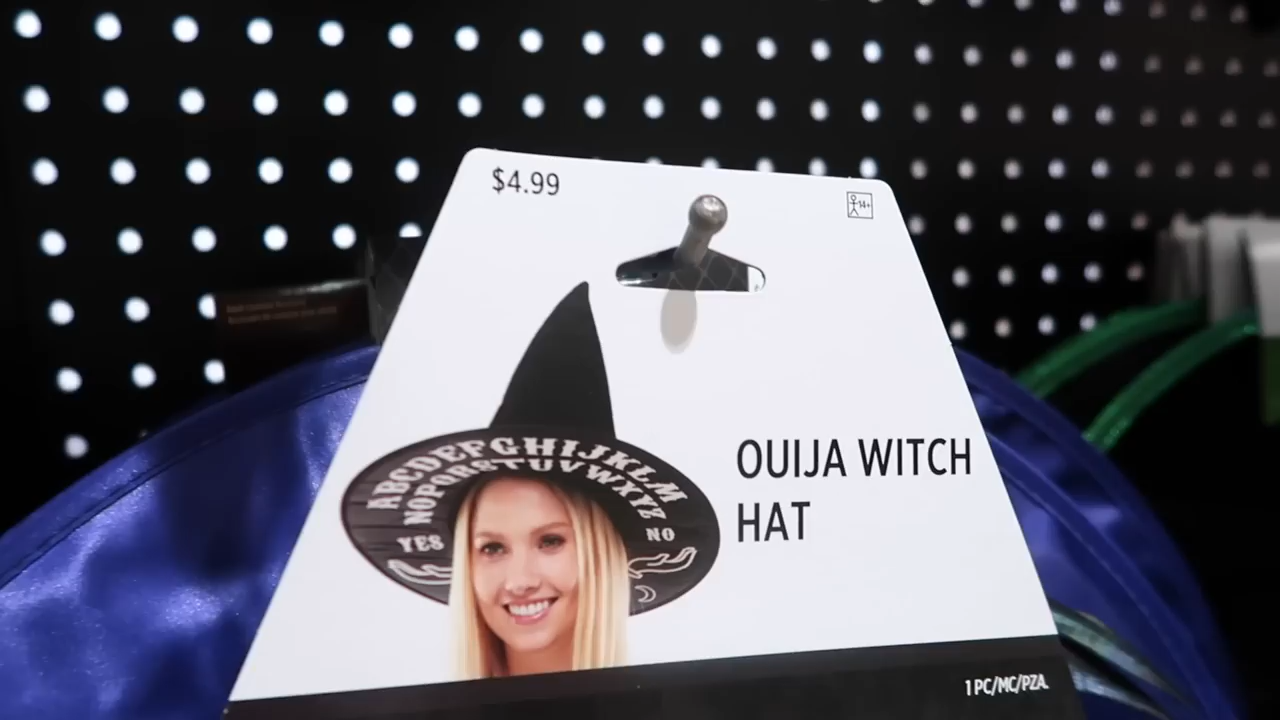 $4.99
14+
OUIJA WITCH
HAT
ABCDEFGHIJKLM
NOPQRSTUVWXYZ
YES
NO
1 PC/MC/PZA.